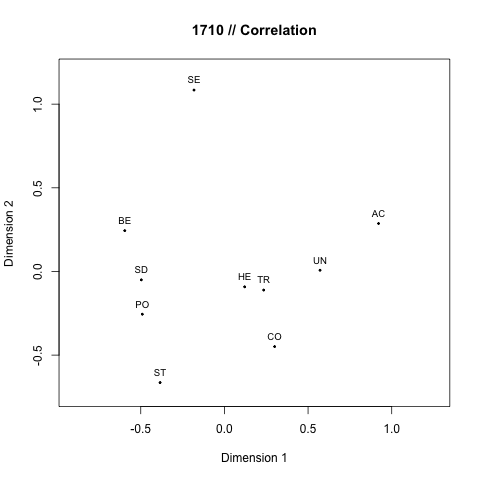 1710 // Correlation
SE
AC
BE
UN
SD
HE
TR
PO
CO
ST
1.0
0.5
0.0
-0.5
Dimension 2
-0.5
0.0
0.5
1.0
Dimension 1